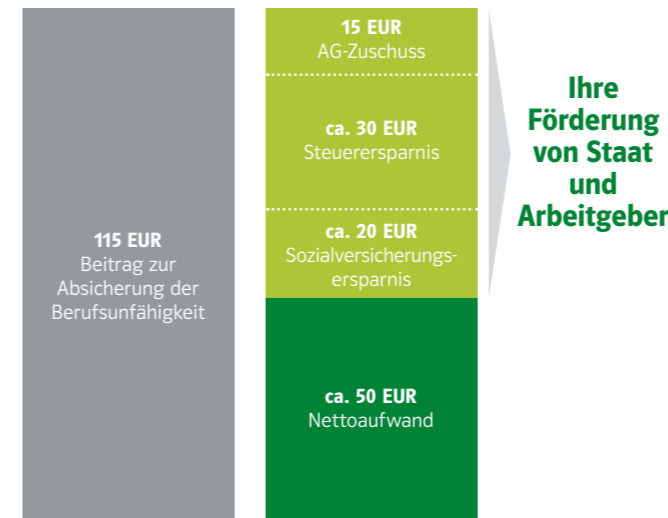 115 EUR
Beitrag zur
Absicherung der
Berufsunfähigkeit
15 EUR
AG-Zuschuss
ca. 30 EUR
Steuerersparnis
ca. 20 EUR
Sozialversicherungs-
ersparnis
ca. 50 EUR
Nettoaufwand
Ihre
Förderung
von Staat
und
Arbeitgeber